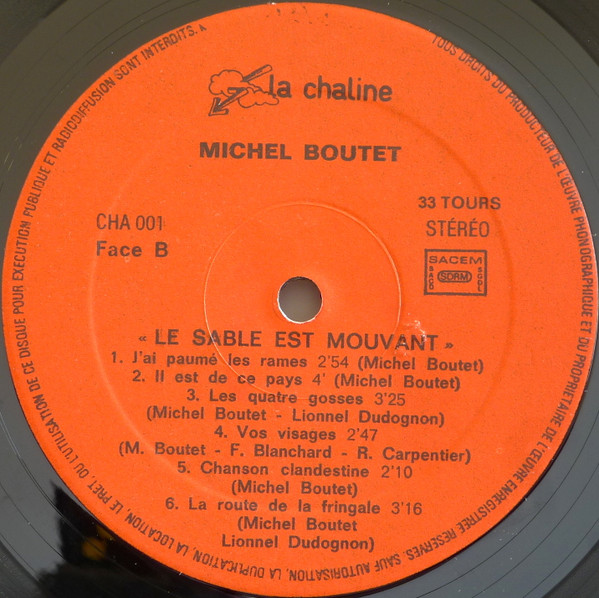 la chaline
MICHEL BOUTET
CHA 001
Face B
33 TOURS
STÉRÉO
SACEM
SACD
SDRM
SGDL
« LE SABLE EST MOUVANT »
1. J'ai paumé les rames 2'54 (Michel Boutet)
2. Il est de ce pays 4' (Michel Boutet)
3. Les quatre gosses 3'25
(Michel Boutet - Lionnel Dudognon)
4. Vos visages 2'47
(M. Boutet - F. Blanchard - R. Carpentier)
5. Chanson clandestine 2'10
(Michel Boutet)
6. La route de la fringale 3'16
(Michel Boutet
Lionnel Dudognon)
TOUS DROITS DU PRODUCTEUR DE L'ŒUVRE PHONOGRAPHIQUE ET DU PROPRIETAIRE DE L'ŒUVRE ENREGISTREE RESERVES. SAUF AUTORISATION, LA DUPLICATION, LA LOCATION, LE PRET, OU L'UTILISATION DE CE DISQUE POUR EXECUTION PUBLIQUE ET RADIODIFFUSION SONT INTERDITS.